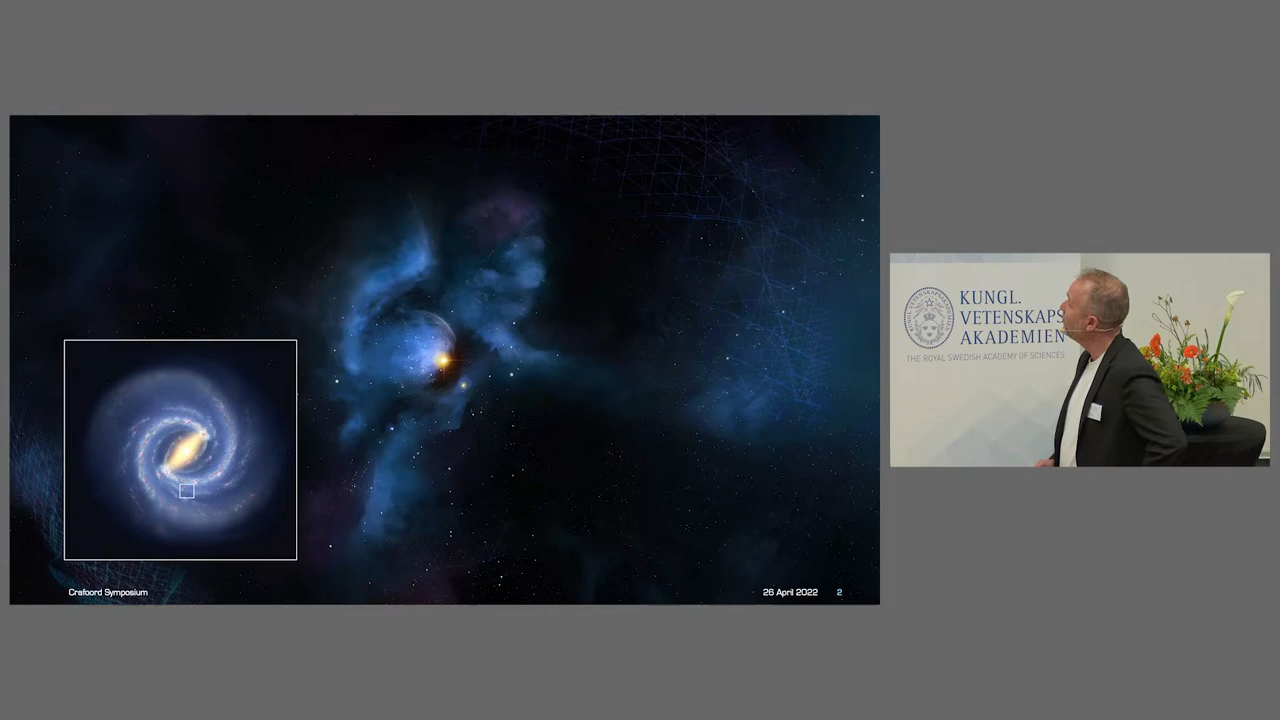 Crafoord Symposium
26 April 2022
2
KUNGL.
VETENSKAPS
AKADEMIEN
THE ROYAL SWEDISH ACADEMY OF SCIENCES